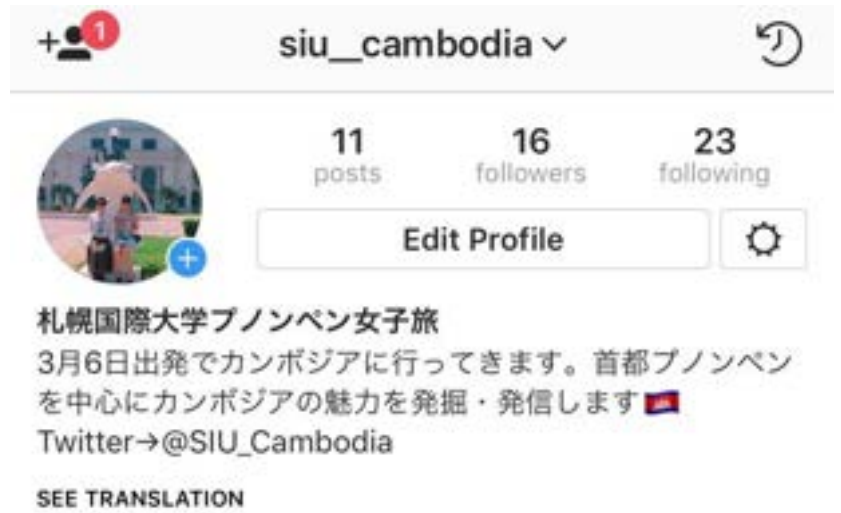 1
siu__cambodia
11 16 23
posts followers following
Edit Profile
札幌国際大学プノンペン女子旅
3月6日出発でカンボジアに行ってきます。首都プノンペン
を中心にカンボジアの魅力を発掘・発信します🇰🇭
Twitter→@SIU_Cambodia
SEE TRANSLATION